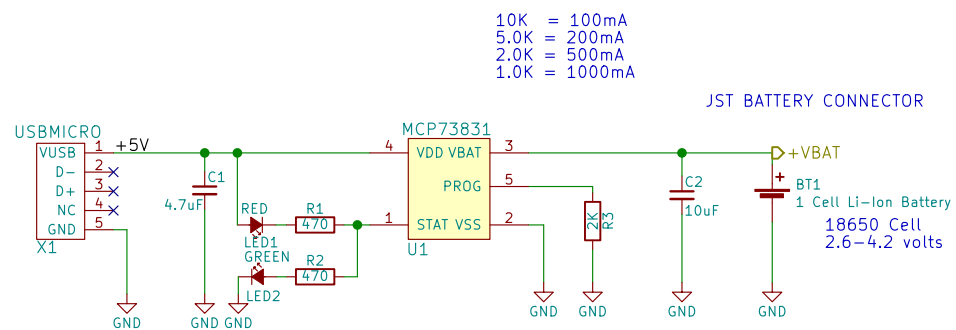 10K = 100mA
5.0K = 200mA
2.0K = 500mA
1.0K = 1000mA
JST BATTERY CONNECTOR
USBMICRO
+5V
MCP73831
VUSB 1
D- 2
D+ 3
NC 4
GND 5
X1
C1
4.7uF
RED
LED1
R1
470
GREEN
LED2
R2
470
4 VDD VBAT 3
PROG 5
1 STAT VSS 2
U1
2K
R3
C2
10uF
+VBAT
+
BT1
1 Cell Li-Ion Battery
18650 Cell
2.6-4.2 volts
GND
GND
GND
GND
GND
GND
GND